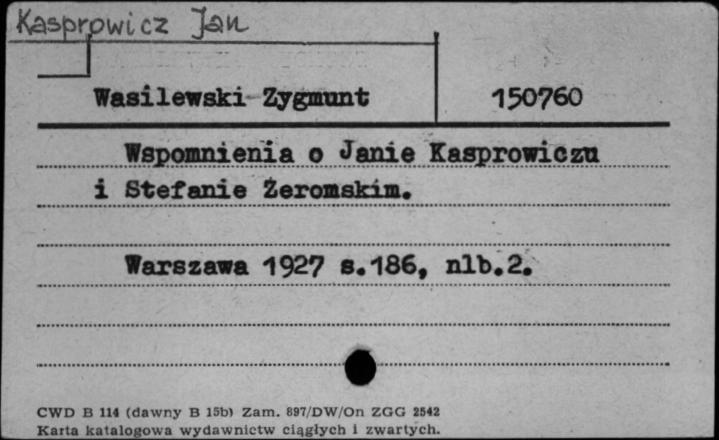 Kasprowicz Jan
Wasilewski Zygmunt 150760
Wspomnienia o Janie Kasprowiczu
i Stefanie Żeromskim.
Warszawa 1927 s.186, nlb.2.
CWD B 114 (dawny B 15b) Zam. 897/DW/On ZGG 2542
Karta katalogowa wydawnictw ciągłych i zwartych.